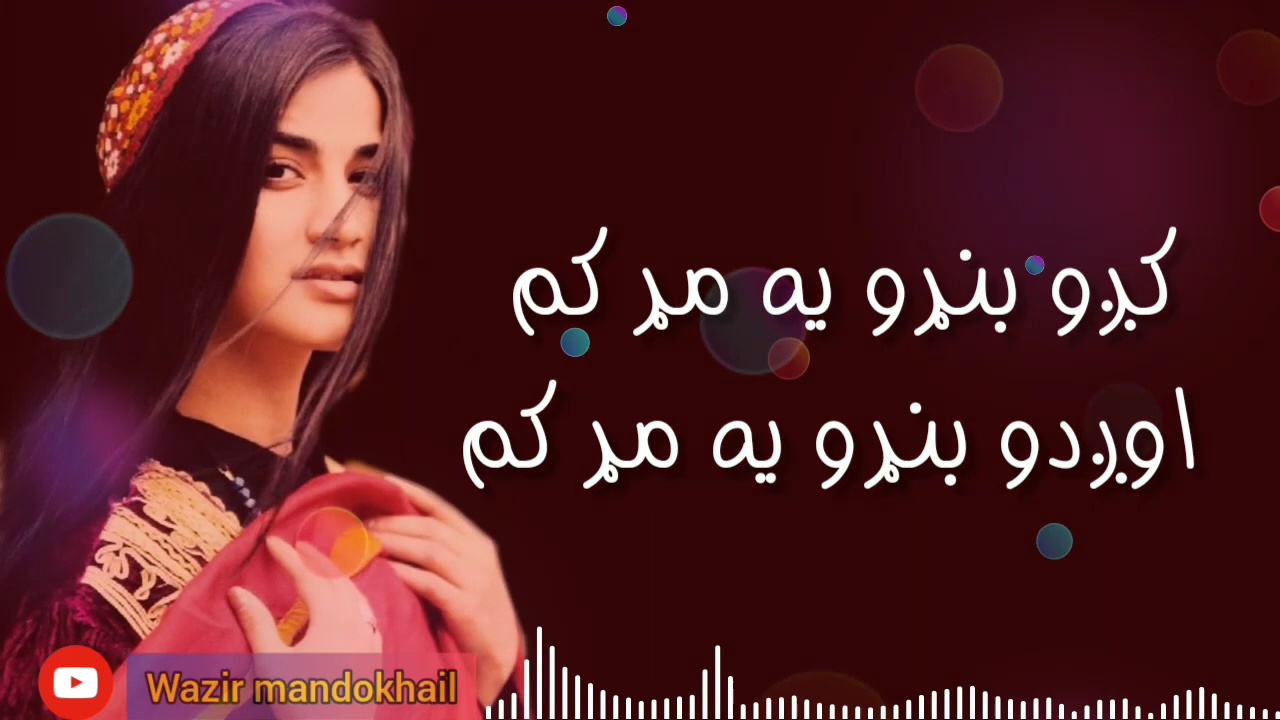 کږو بنړو یه مړ کم
اوږدو بنړو یه مړ کم
Wazir mandokhail